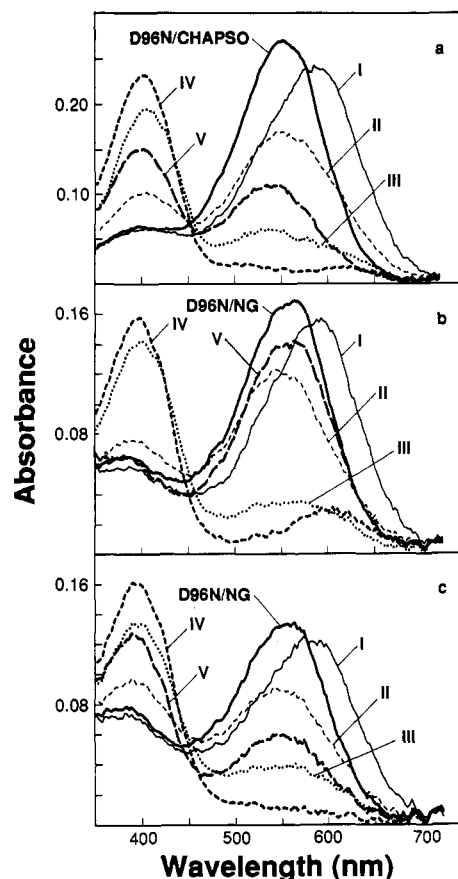 D96N/CHAPSO
a
I
IV
II
0.20
V
III
0.10
D96N/NG
b
0.16
IV
V
I
II
0.08
III
D96N/NG
c
0.16
IV
I
V
II
0.08
III
Absorbance
400
500
600
700
Wavelength (nm)